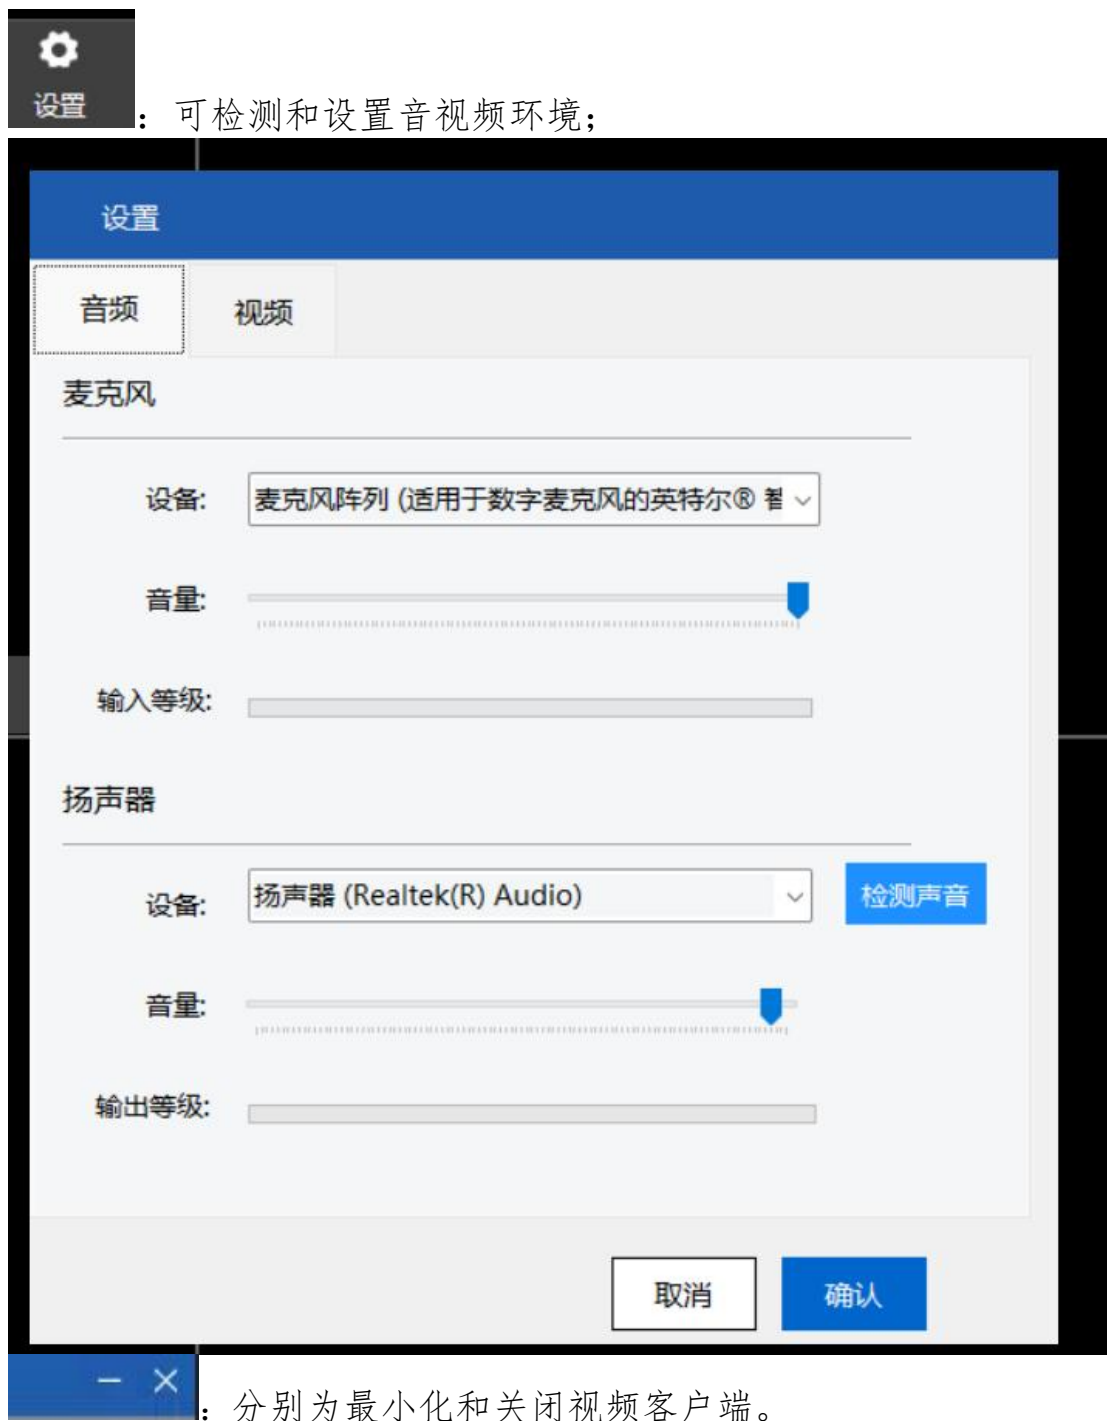 设置
：可检测和设置音视频环境；
设置
音频 视频
麦克风
设备: 麦克风阵列 (适用于数字麦克风的英特尔® 智
音量:
输入等级:
扬声器
设备: 扬声器 (Realtek(R) Audio) 检测声音
音量:
输出等级:
取消 确认
：分别为最小化和关闭视频客户端。